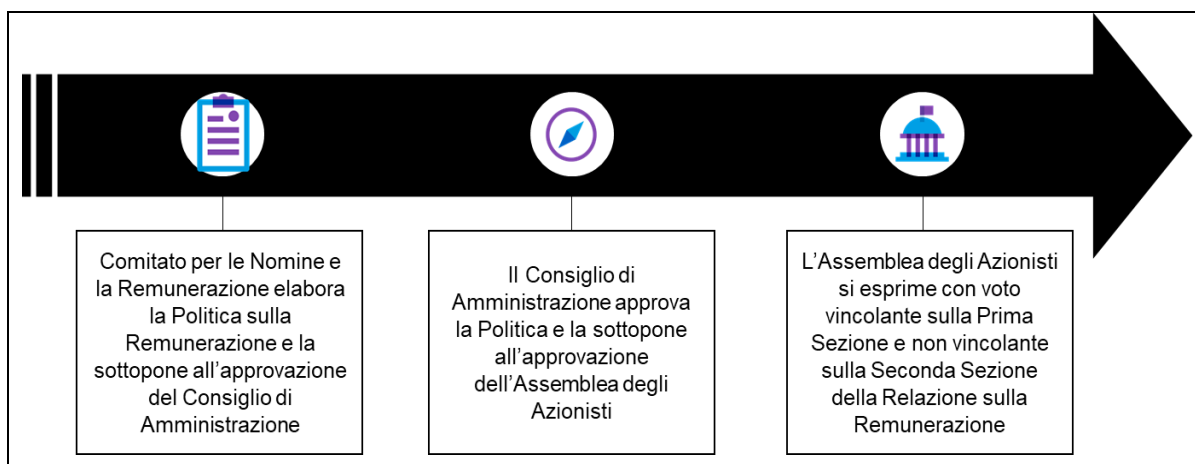 Comitato per le Nomine e
la Remunerazione elabora
la Politica sulla
Remunerazione e la
sottopone all’approvazione
del Consiglio di
Amministrazione
Il Consiglio di
Amministrazione approva
la Politica e la sottopone
all’approvazione
dell’Assemblea degli
Azionisti
L’Assemblea degli Azionisti
si esprime con voto
vincolante sulla Prima
Sezione e non vincolante
sulla Seconda Sezione
della Relazione sulla
Remunerazione